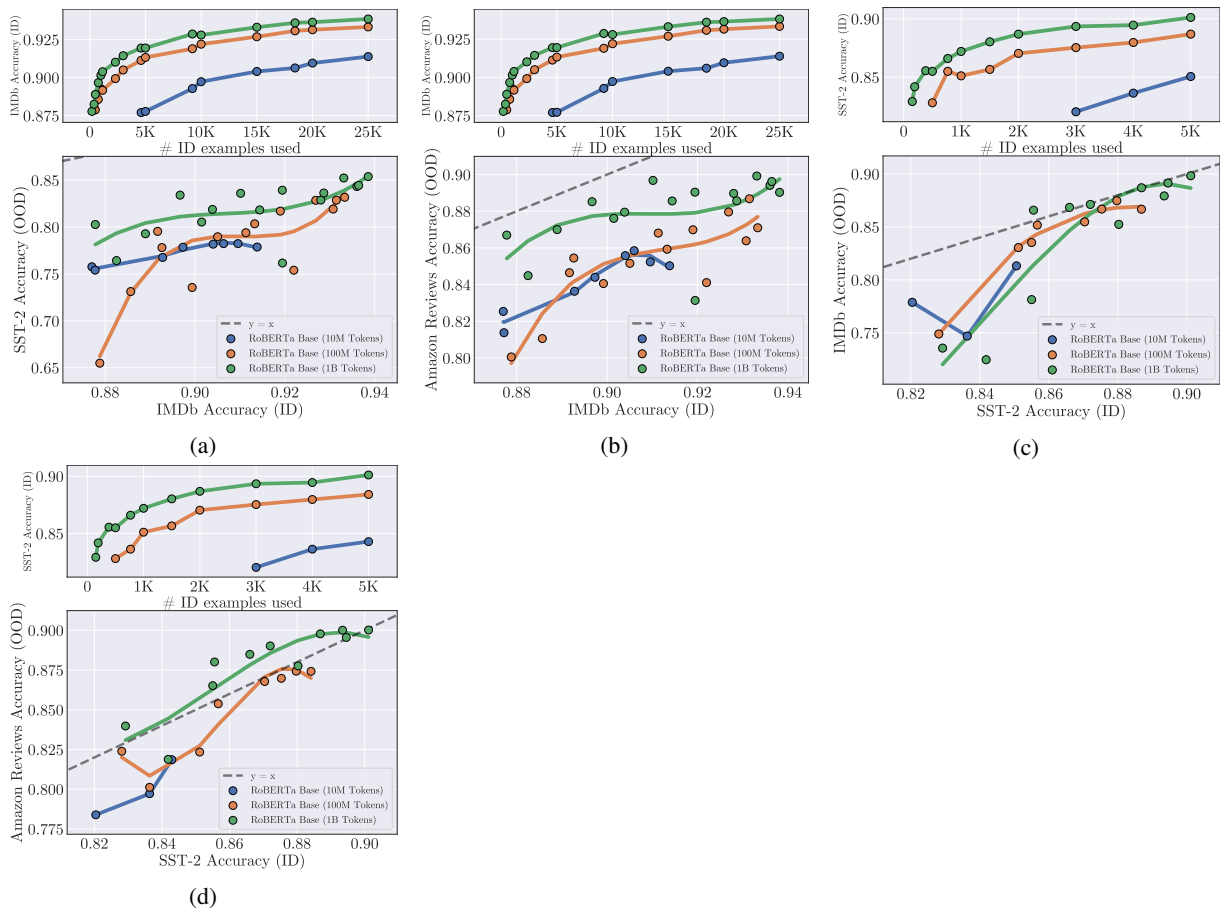 IMDb Accuracy (ID)
0.925
0.900
0.875
0 5K 10K 15K 20K 25K
# ID examples used
SST-2 Accuracy (OOD)
0.85
0.80
0.75
0.70
0.65
y = x
RoBERTa Base (10M Tokens)
RoBERTa Base (100M Tokens)
RoBERTa Base (1B Tokens)
0.88 0.90 0.92 0.94
IMDb Accuracy (ID)
(a)
IMDb Accuracy (ID)
0.925
0.900
0.875
0 5K 10K 15K 20K 25K
# ID examples used
Amazon Reviews Accuracy (OOD)
0.90
0.88
0.86
0.84
0.82
0.80
y = x
RoBERTa Base (10M Tokens)
RoBERTa Base (100M Tokens)
RoBERTa Base (1B Tokens)
0.88 0.90 0.92 0.94
IMDb Accuracy (ID)
(b)
SST-2 Accuracy (ID)
0.90
0.85
0 1K 2K 3K 4K 5K
# ID examples used
IMDb Accuracy (OOD)
0.90
0.85
0.80
0.75
0.70
y = x
RoBERTa Base (10M Tokens)
RoBERTa Base (100M Tokens)
RoBERTa Base (1B Tokens)
0.82 0.84 0.86 0.88 0.90
SST-2 Accuracy (ID)
(c)
SST-2 Accuracy (ID)
0.90
0.85
0 1K 2K 3K 4K 5K
# ID examples used
Amazon Reviews Accuracy (OOD)
0.900
0.875
0.850
0.825
0.800
0.775
y = x
RoBERTa Base (10M Tokens)
RoBERTa Base (100M Tokens)
RoBERTa Base (1B Tokens)
0.82 0.84 0.86 0.88 0.90
SST-2 Accuracy (ID)
(d)